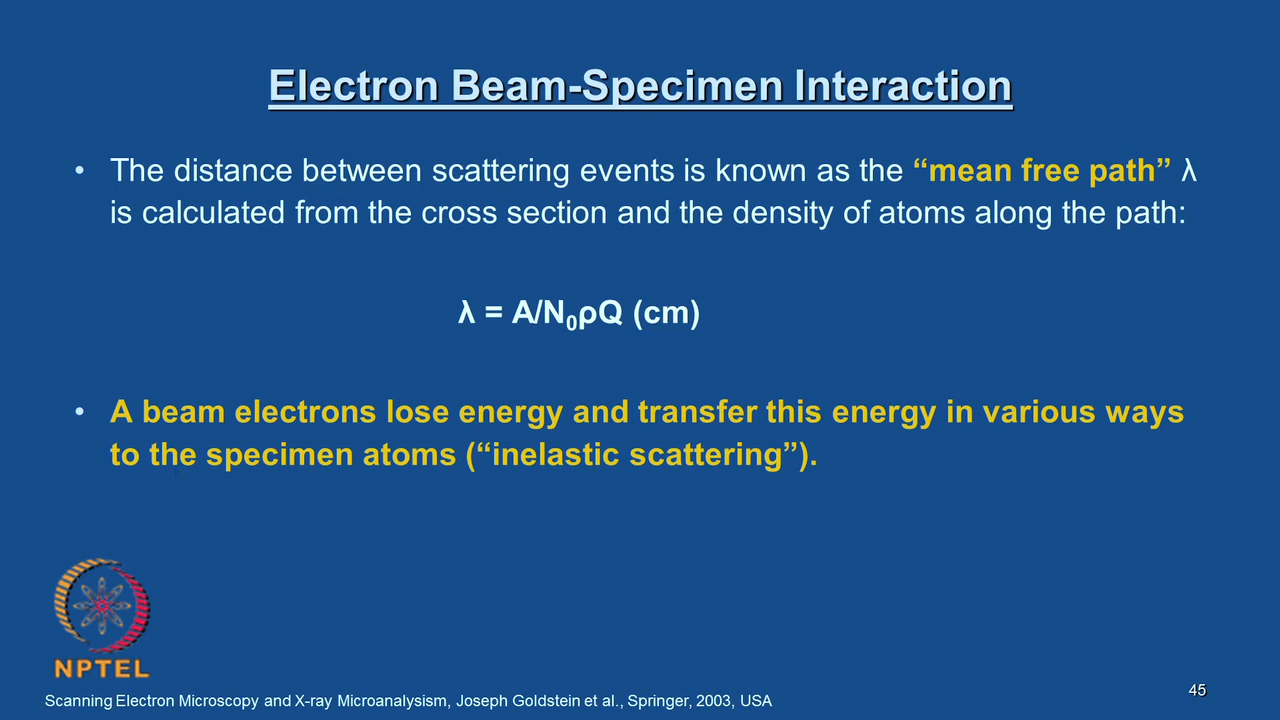 Electron Beam-Specimen Interaction
• The distance between scattering events is known as the “mean free path” λ
is calculated from the cross section and the density of atoms along the path:
λ = A/N₀ρQ (cm)
• A beam electrons lose energy and transfer this energy in various ways
to the specimen atoms (“inelastic scattering”).
NPTEL
Scanning Electron Microscopy and X-ray Microanalysism, Joseph Goldstein et al., Springer, 2003, USA
45